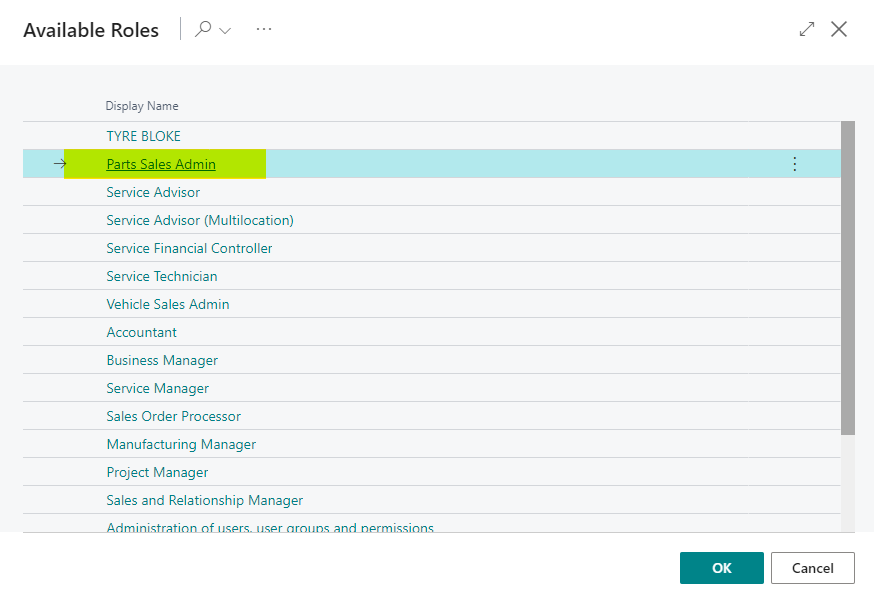 Available Roles
Display Name
TYRE BLOKE
Parts Sales Admin
Service Advisor
Service Advisor (Multilocation)
Service Financial Controller
Service Technician
Vehicle Sales Admin
Accountant
Business Manager
Service Manager
Sales Order Processor
Manufacturing Manager
Project Manager
Sales and Relationship Manager
Administration of users, user groups and permissions
OK
Cancel